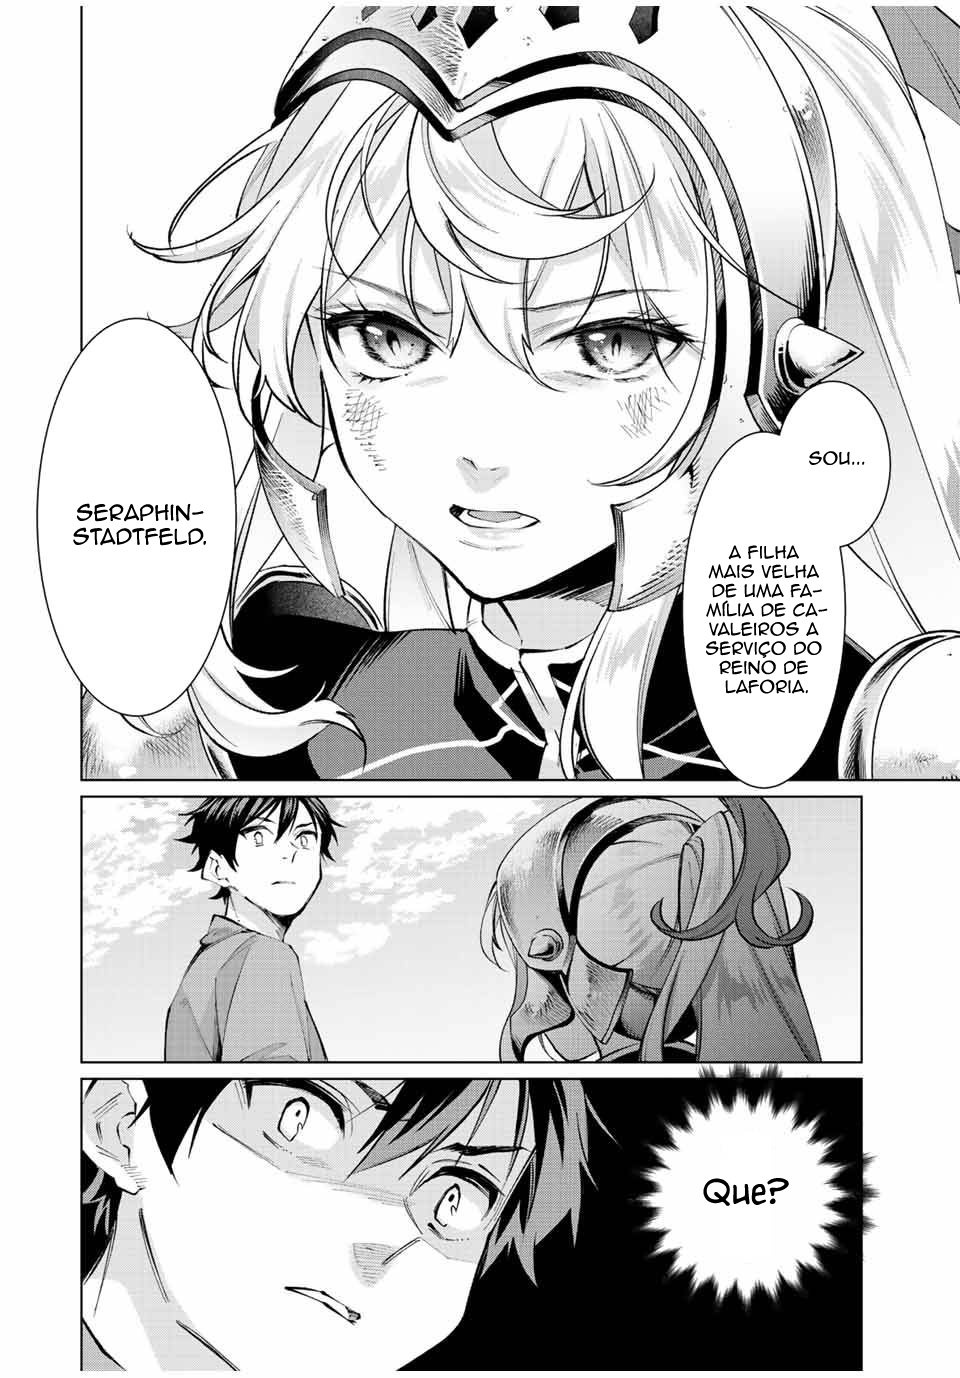 SOU...
A FILHA
MAIS VELHA
DE UMA FA-
MÍLIA DE CA-
VALEIROS A
SERVIÇO DO
REINO DE
LAFORIA.
SERAPHIN-
STADTFELD.
Que?